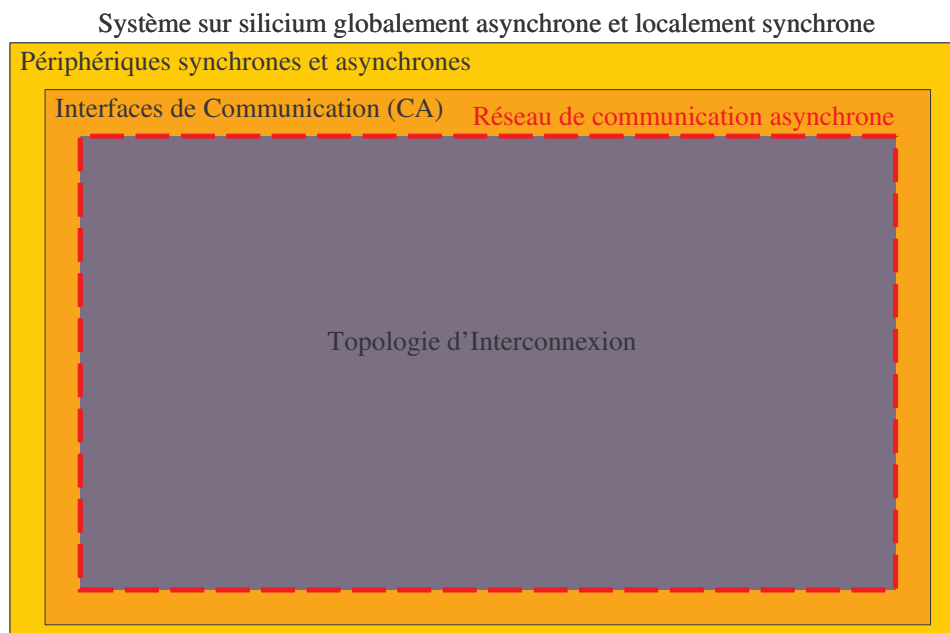 Système sur silicium globalement asynchrone et localement synchrone
Périphériques synchrones et asynchrones
Interfaces de Communication (CA)
Réseau de communication asynchrone
Topologie d'Interconnexion